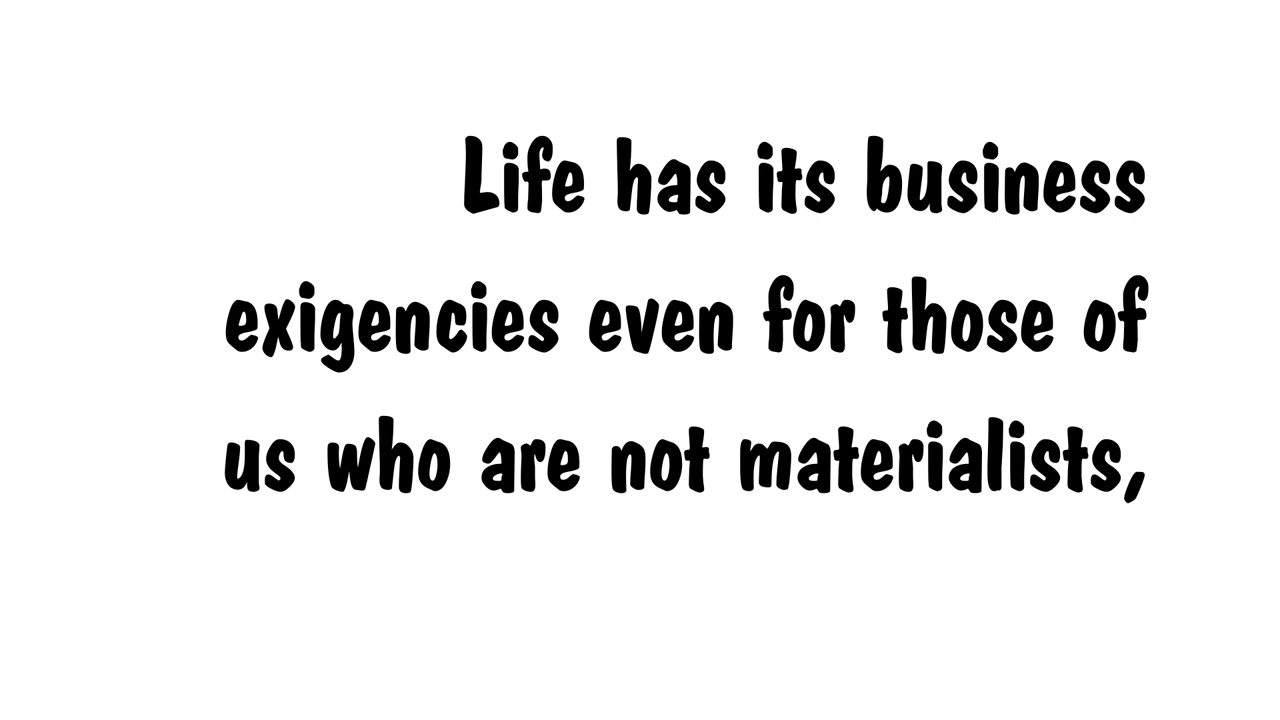 Life has its business
exigencies even for those of
us who are not materialists,